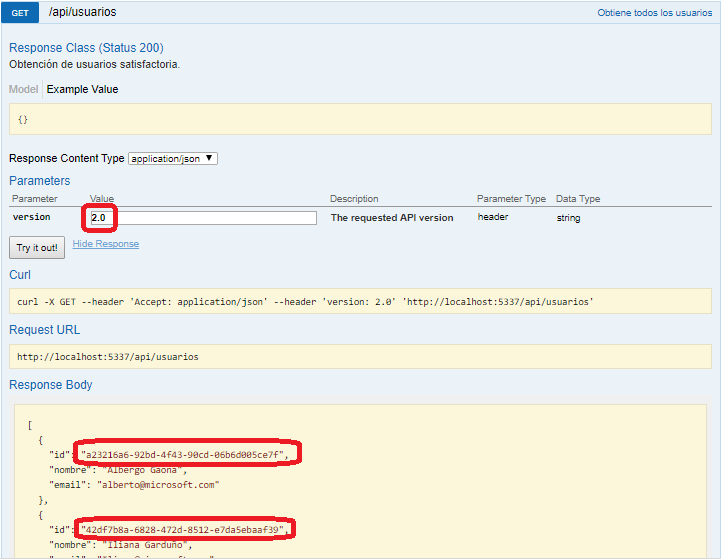 GET /api/usuarios Obtiene todos los usuarios
Response Class (Status 200)
Obtención de usuarios satisfactoria.
Model Example Value
{}
Response Content Type application/json ▼
Parameters
Parameter Value Description Parameter Type Data Type
version 2.0 The requested API version header string
Try it out! Hide Response
Curl
curl -X GET --header 'Accept: application/json' --header 'version: 2.0' 'http://localhost:5337/api/usuarios'
Request URL
http://localhost:5337/api/usuarios
Response Body
[
{
"id": "a23216a6-92bd-4f43-90cd-06b6d005ce7f",
"nombre": "Albergo Gaona",
"email": "alberto@microsoft.com"
},
{
"id": "42df7b8a-6828-472d-8512-e7da5ebaaf39",
"nombre": "Iliana Garduño",